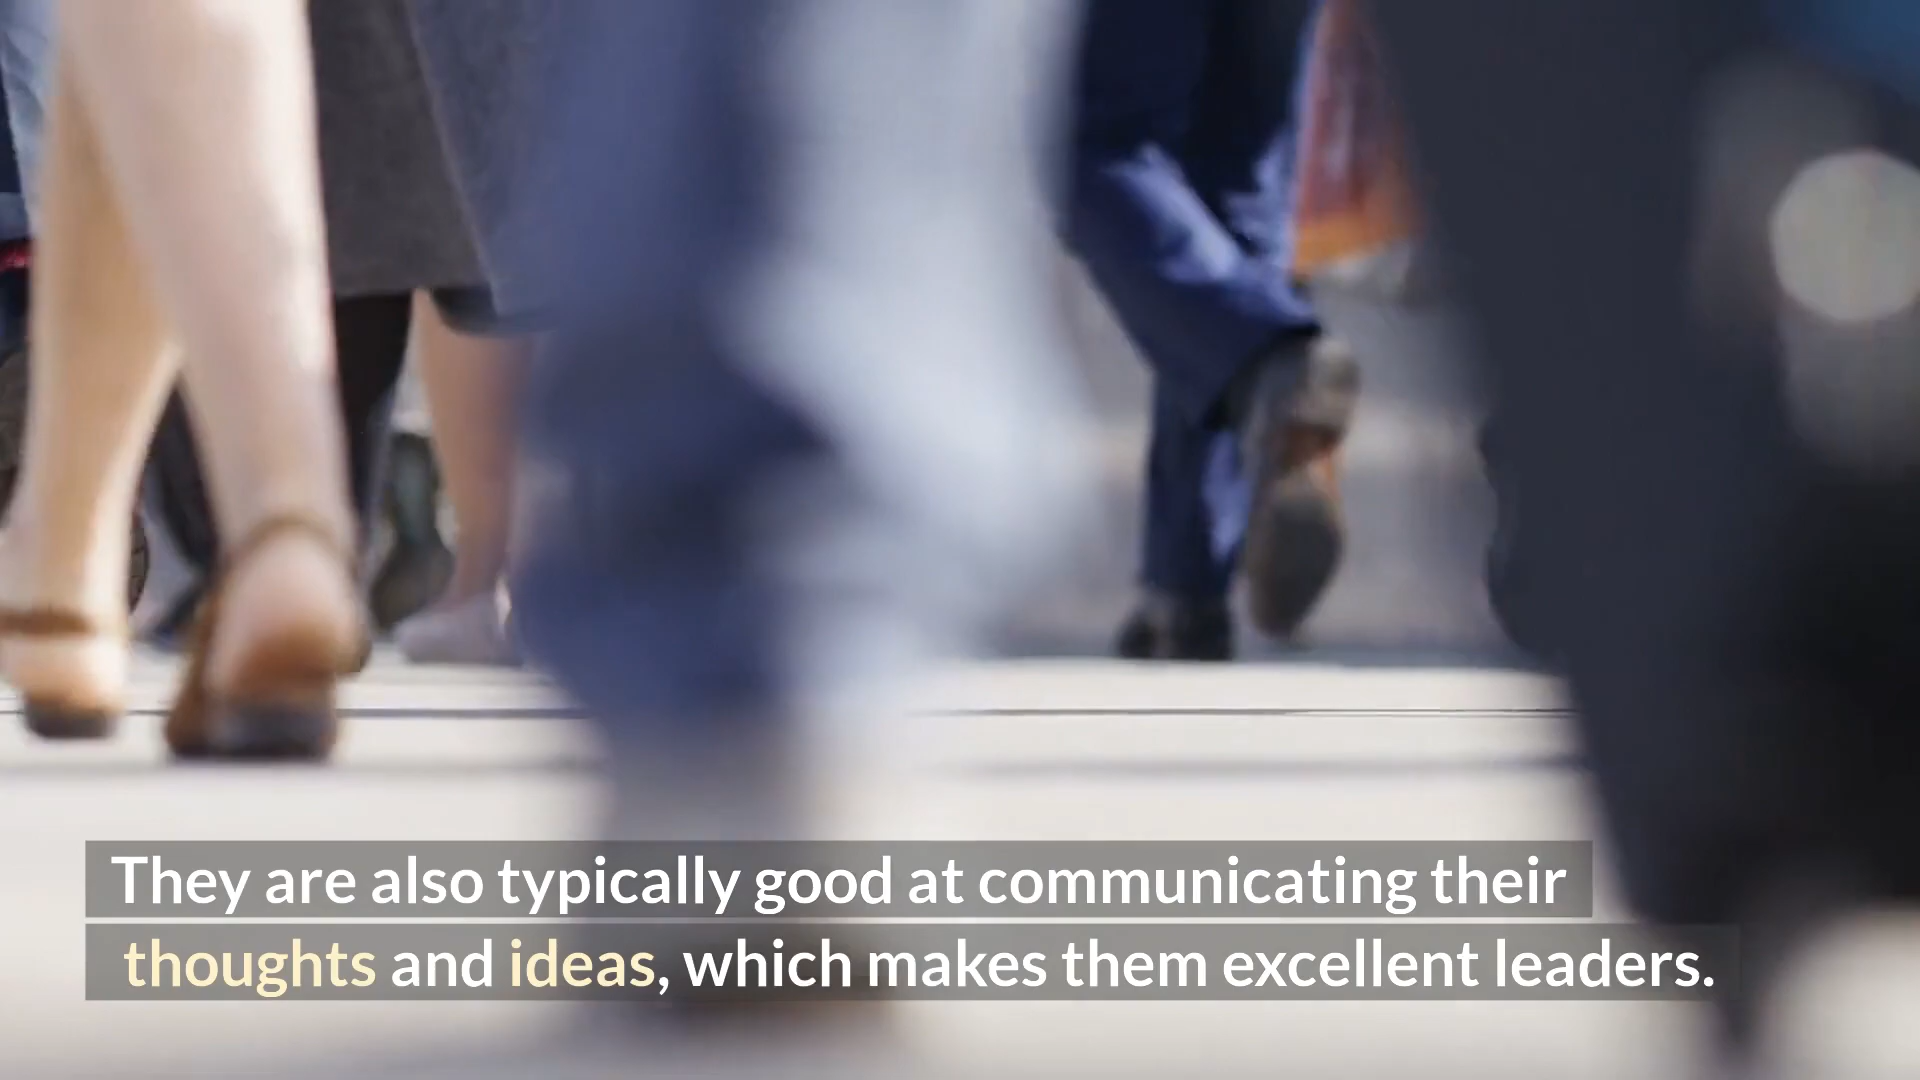 They are also typically good at communicating their
thoughts and ideas, which makes them excellent leaders.